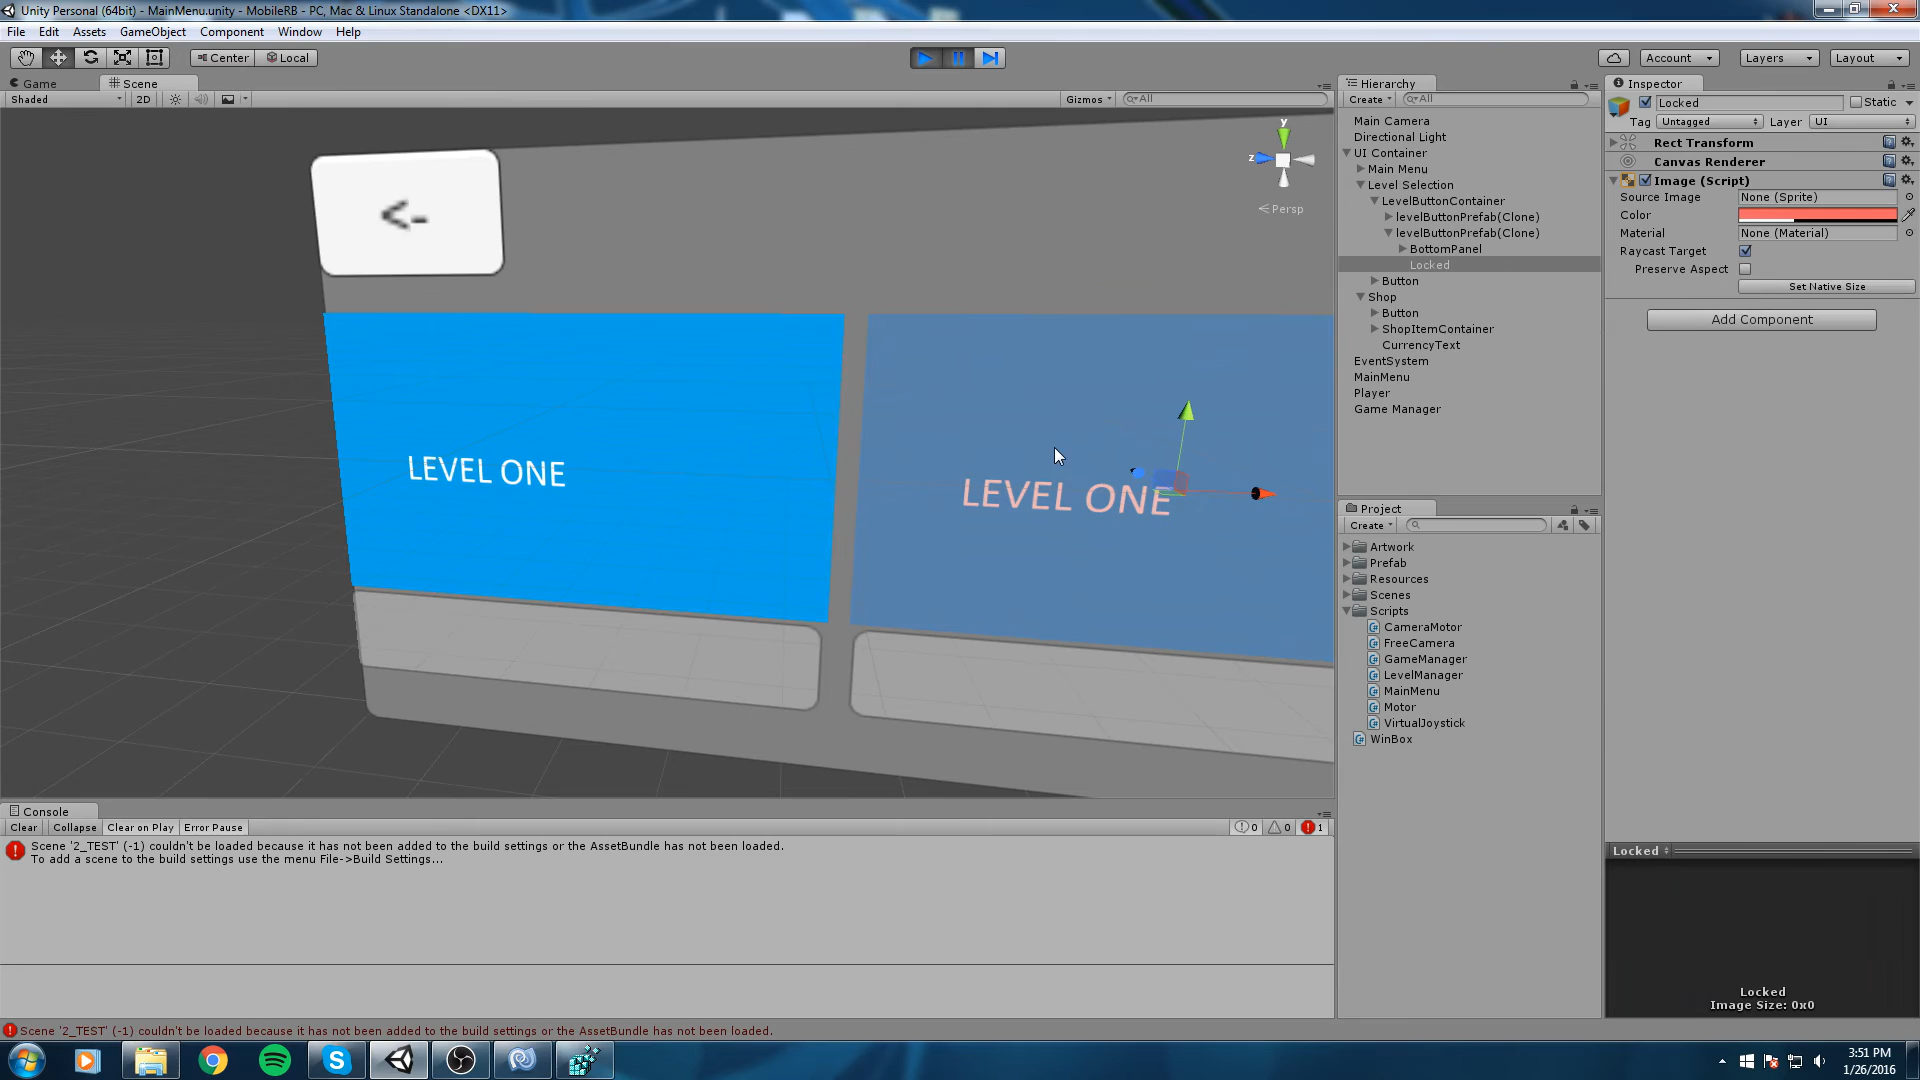 Unity Personal (64bit) - MainMenu.unity - MobileRB - PC, Mac & Linux Standalone <DX11>
File Edit Assets GameObject Component Window Help
Center Local Account Layers Layout
Game Scene
Shaded 2D Gizmos All
y
z
Persp
<-
LEVEL ONE
LEVEL ONE
Hierarchy
Create All
Main Camera
Directional Light
UI Container
Main Menu
Level Selection
LevelButtonContainer
levelButtonPrefab(Clone)
levelButtonPrefab(Clone)
BottomPanel
Locked
Button
Shop
Button
ShopItemContainer
CurrencyText
EventSystem
MainMenu
Player
Game Manager
Project
Create
Artwork
Prefab
Resources
Scenes
Scripts
CameraMotor
FreeCamera
GameManager
LevelManager
MainMenu
Motor
VirtualJoystick
WinBox
Inspector
Locked Static
Tag Untagged Layer UI
Rect Transform
Canvas Renderer
Image (Script)
Source Image None (Sprite)
Color
Material None (Material)
Raycast Target
Preserve Aspect
Set Native Size
Add Component
Locked
Locked
Image Size: 0x0
Console
Clear Collapse Clear on Play Error Pause 0 0 1
Scene '2_TEST' (-1) couldn't be loaded because it has not been added to the build settings or the AssetBundle has not been loaded.
To add a scene to the build settings use the menu File->Build Settings...
Scene '2_TEST' (-1) couldn't be loaded because it has not been added to the build settings or the AssetBundle has not been loaded.
3:51 PM
1/26/2016